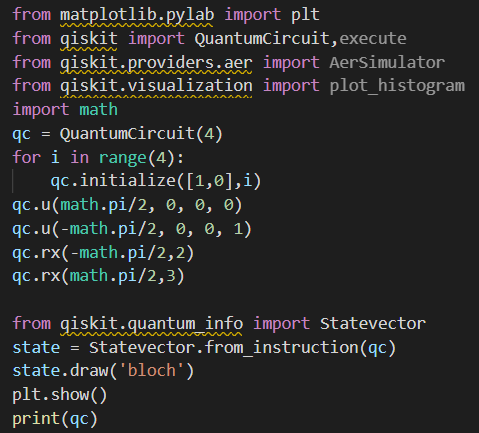 from matplotlib.pylab import plt
from qiskit import QuantumCircuit,execute
from qiskit.providers.aer import AerSimulator
from qiskit.visualization import plot_histogram
import math
qc = QuantumCircuit(4)
for i in range(4):
    qc.initialize([1,0],i)
qc.u(math.pi/2, 0, 0, 0)
qc.u(-math.pi/2, 0, 0, 1)
qc.rx(-math.pi/2,2)
qc.rx(math.pi/2,3)

from qiskit.quantum_info import Statevector
state = Statevector.from_instruction(qc)
state.draw('bloch')
plt.show()
print(qc)